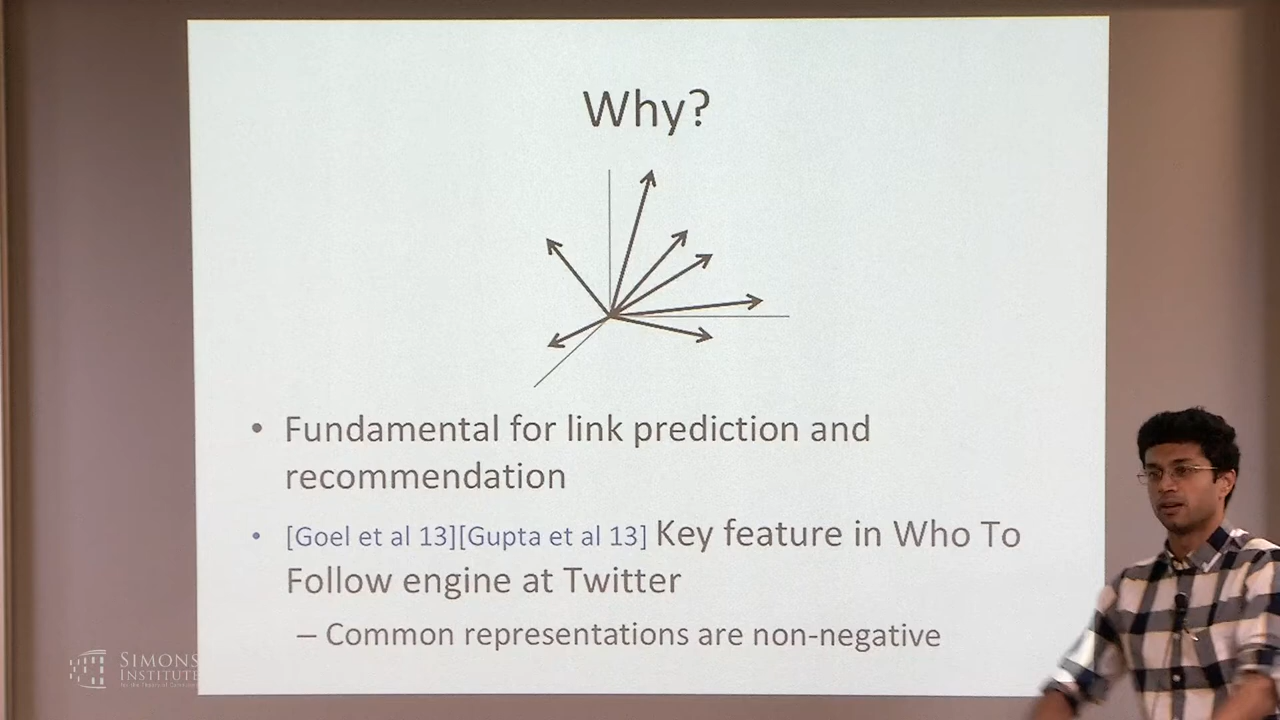 Why?
• Fundamental for link prediction and
recommendation
• [Goel et al 13][Gupta et al 13] Key feature in Who To
Follow engine at Twitter
– Common representations are non-negative
SIMONS
INSTITUTE